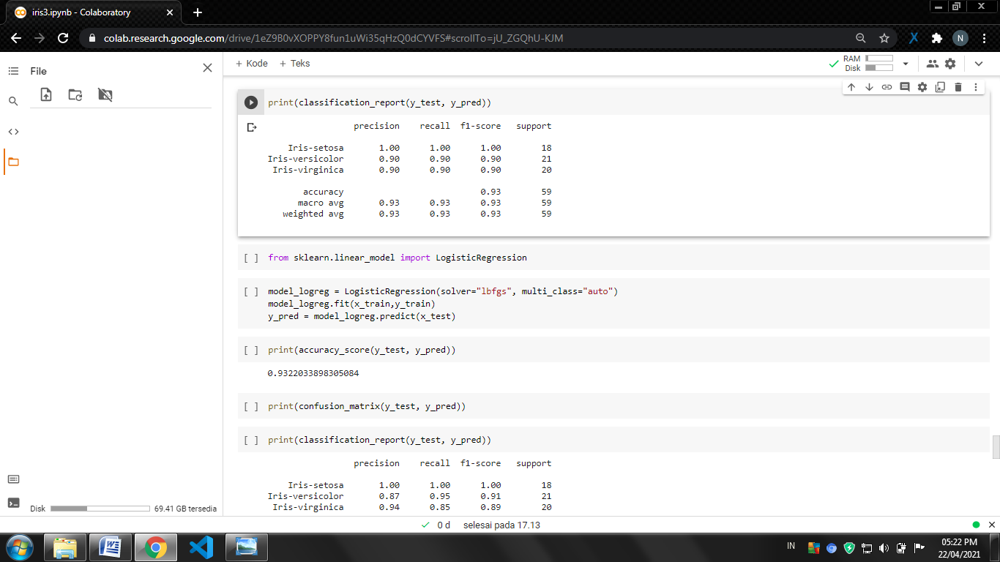 iris3.ipynb - Colaboratory
colab.research.google.com/drive/1eZ9B0vXOPPY8fun1uWi35qHzQ0dCYVFS#scrollTo=jU_ZGQhU-KJM
N
File
+ Kode + Teks
RAM
Disk
print(classification_report(y_test, y_pred))
precision recall f1-score support
Iris-setosa 1.00 1.00 1.00 18
Iris-versicolor 0.90 0.90 0.90 21
Iris-virginica 0.90 0.90 0.90 20
accuracy 0.93 59
macro avg 0.93 0.93 0.93 59
weighted avg 0.93 0.93 0.93 59
[ ] from sklearn.linear_model import LogisticRegression
[ ] model_logreg = LogisticRegression(solver="lbfgs", multi_class="auto")
model_logreg.fit(x_train,y_train)
y_pred = model_logreg.predict(x_test)
[ ] print(accuracy_score(y_test, y_pred))
0.9322033898305084
[ ] print(confusion_matrix(y_test, y_pred))
[ ] print(classification_report(y_test, y_pred))
precision recall f1-score support
Iris-setosa 1.00 1.00 1.00 18
Iris-versicolor 0.87 0.95 0.91 21
Iris-virginica 0.94 0.85 0.89 20
Disk 69.41 GB tersedia
0 d selesai pada 17.13
IN
05:22 PM
22/04/2021